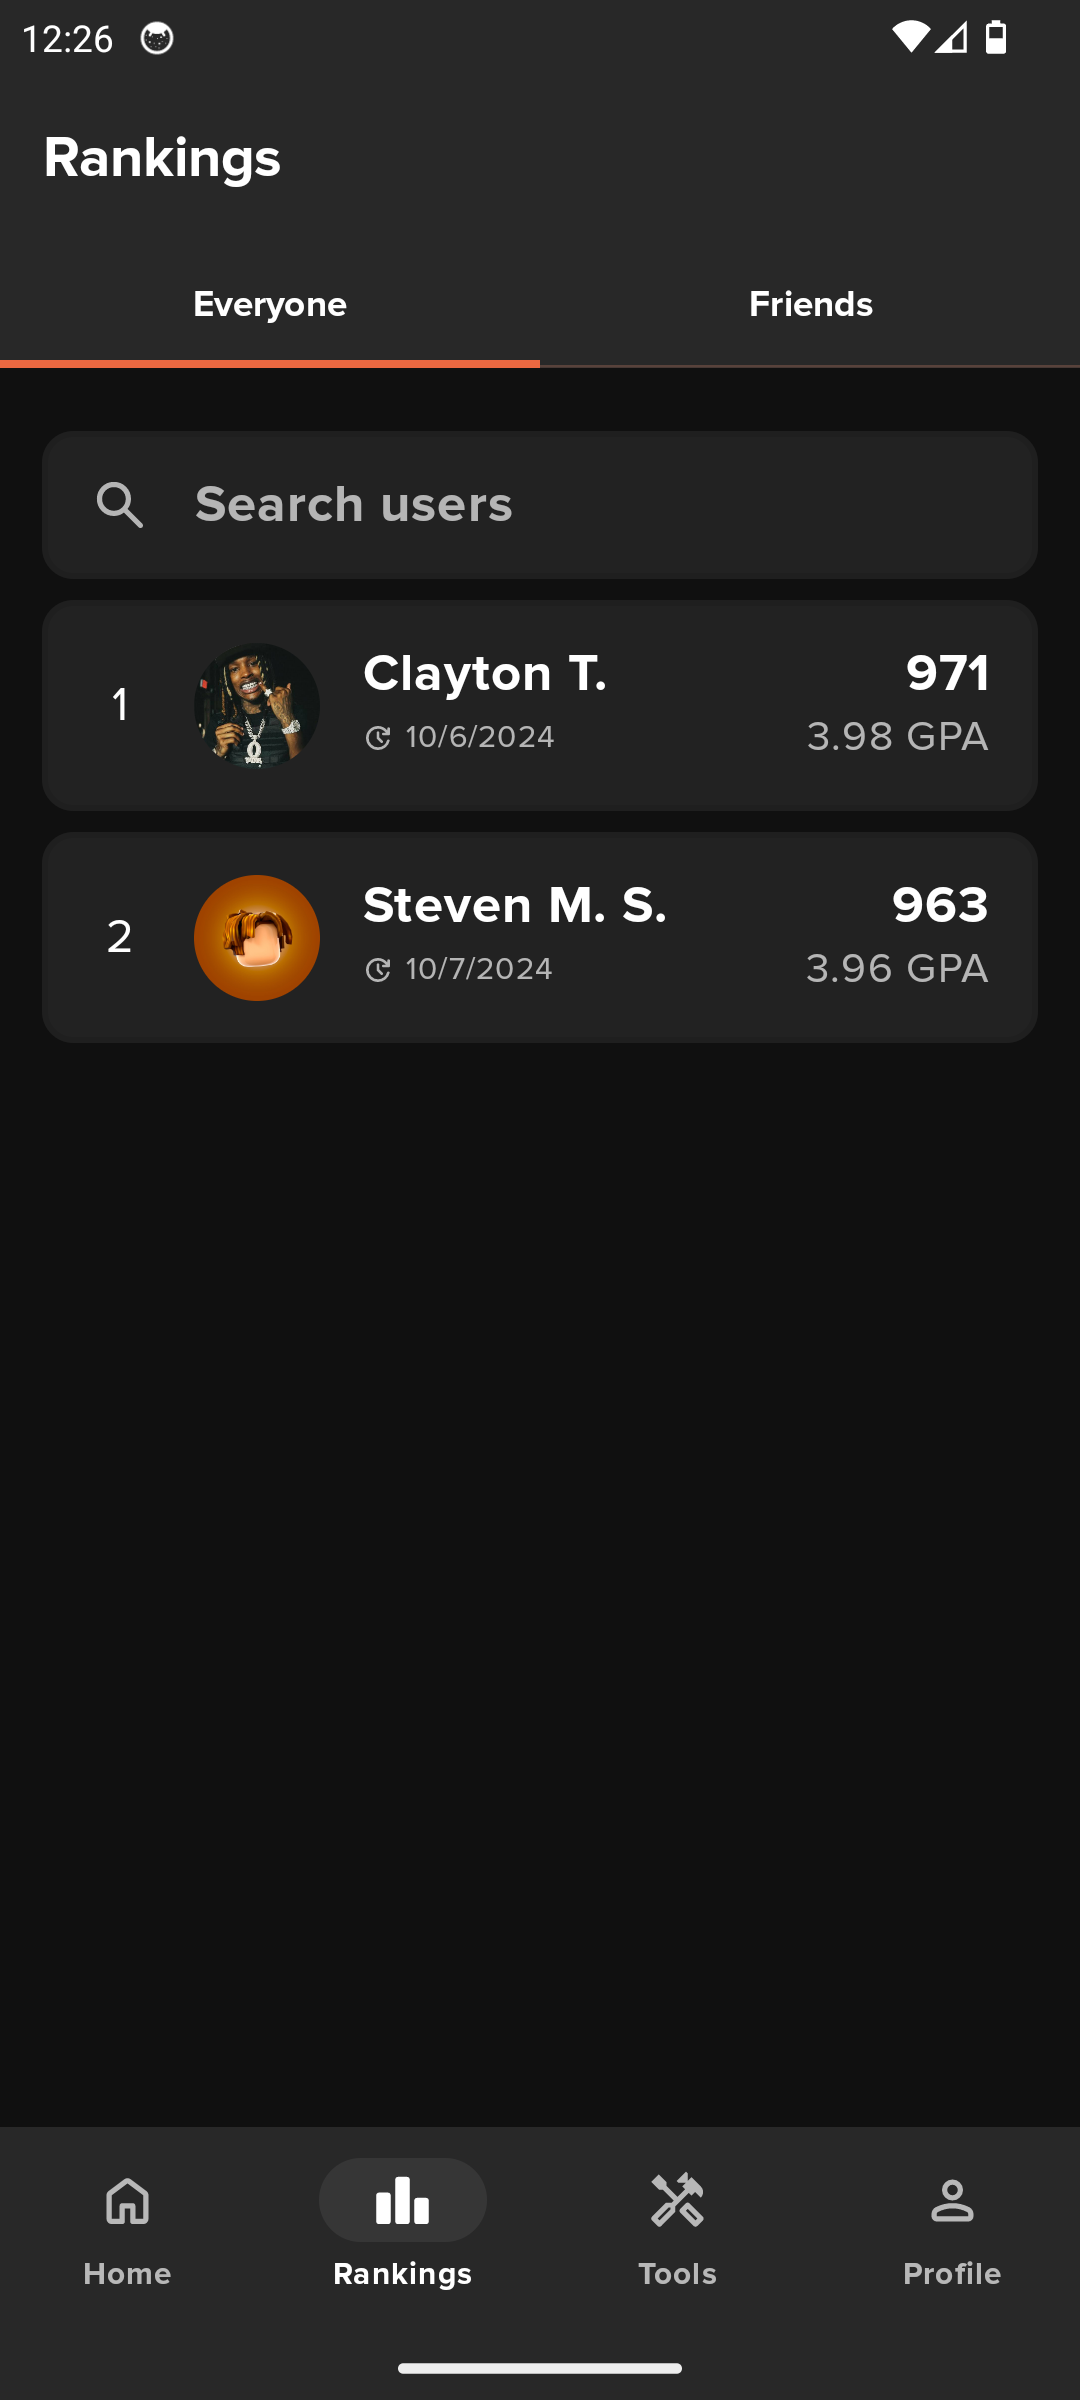 12:26
Rankings
Everyone
Friends
Search users
1
Clayton T.
971
10/6/2024
3.98 GPA
2
Steven M. S.
963
10/7/2024
3.96 GPA
Home
Rankings
Tools
Profile